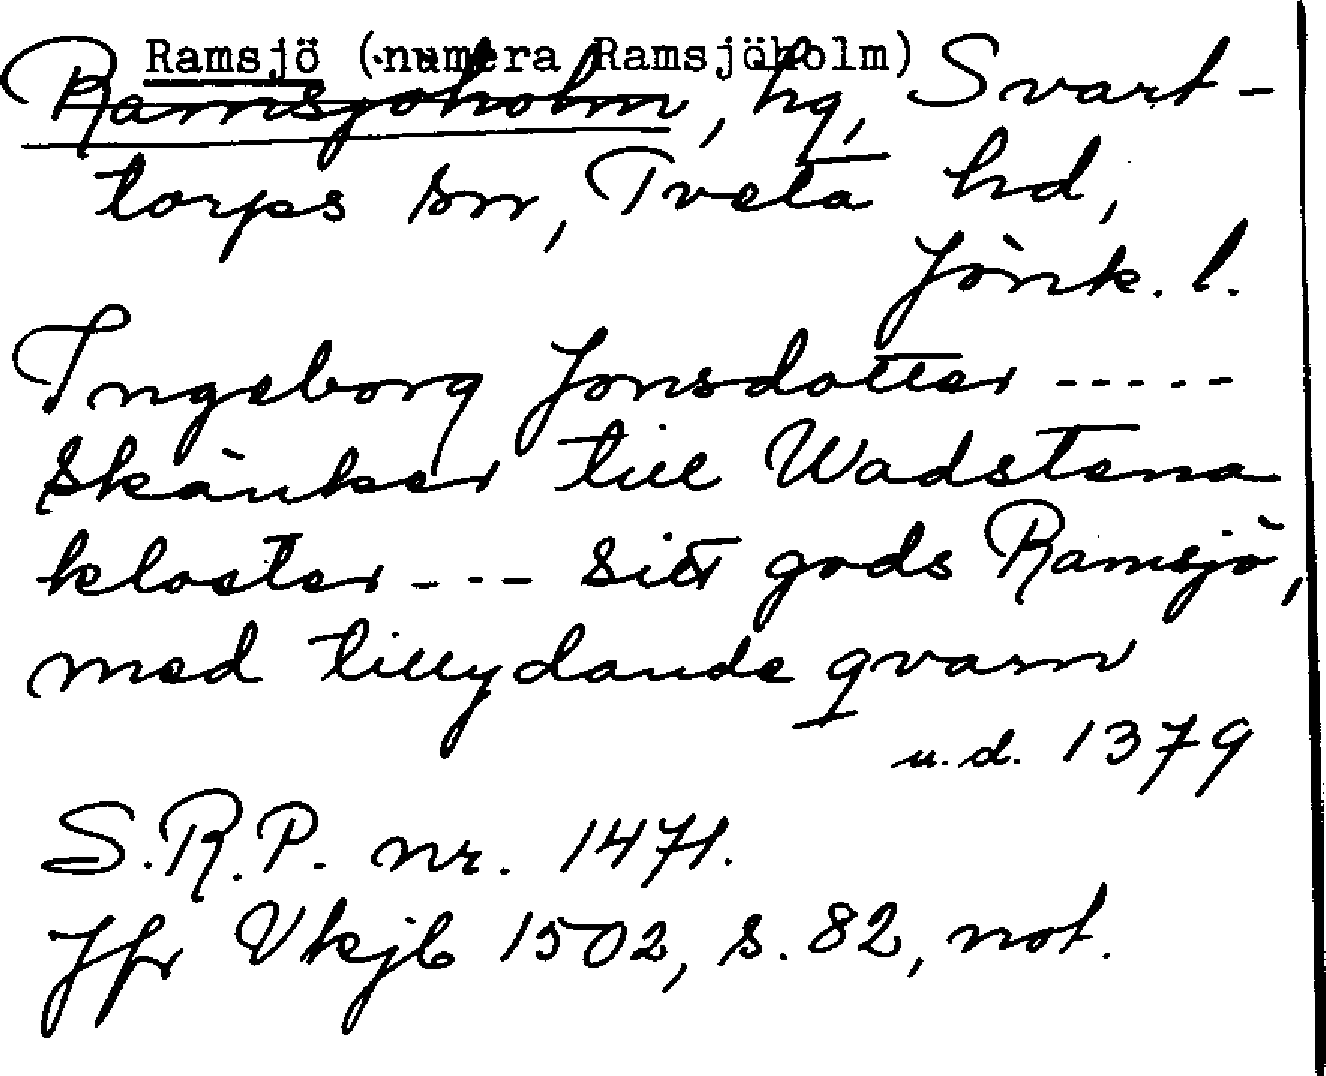 Ramsjö (numera Ramsjöholm)
Ramsjöholm, hg, Svart-
torps sn, Tveta hd,
Jönk. l.
Ingeborg Jonsdotter -----
skänker till Wadstena
kloster --- sitt gods Ramsjö,
med tillydande qvarn
u.d. 1379
S.R.P. nr. 1471.
Jfr Vkjb 1502, s. 82, not.